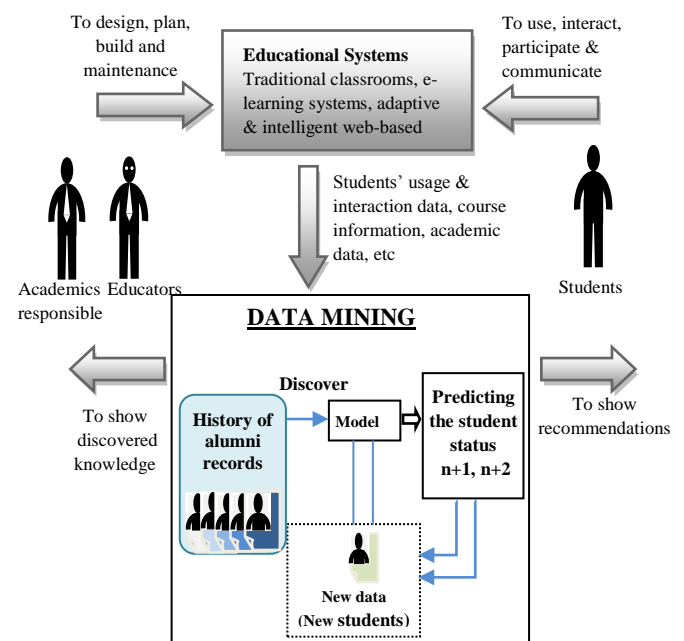 To design, plan,
build and
maintenance
Educational Systems
Traditional classrooms, e-
learning systems, adaptive
& intelligent web-based
To use, interact,
participate &
communicate
Students’ usage &
interaction data, course
information, academic
data, etc
Academics Educators
responsible
Students
DATA MINING
Discover
History of
alumni
records
Model
Predicting
the student
status
n+1, n+2
New data
(New students)
To show
discovered
knowledge
To show
recommendations